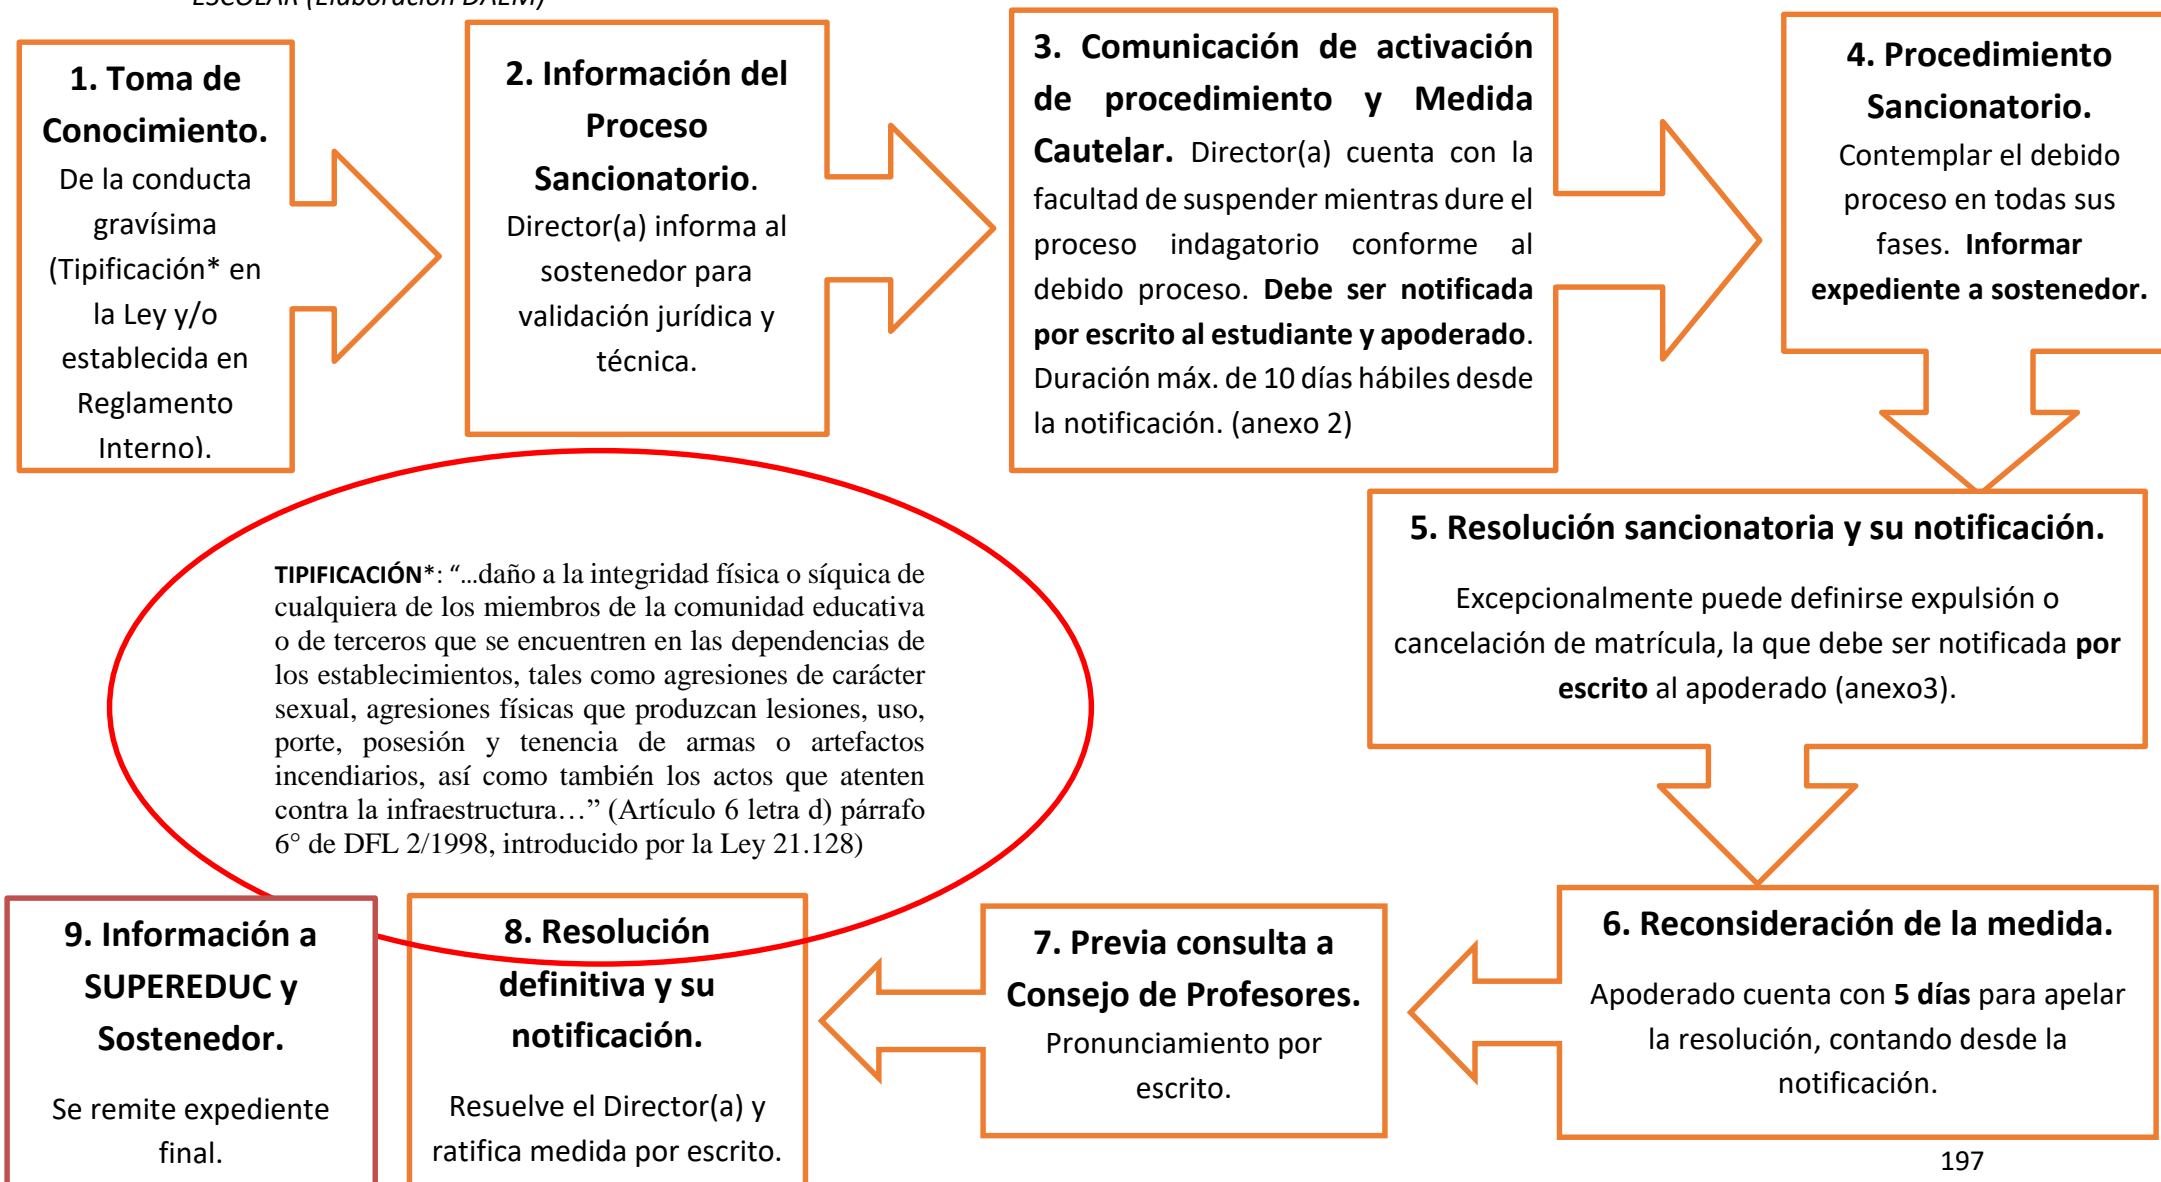 ESCOLAR (Elaboración DAEM)
1. Toma de
Conocimiento.
De la conducta
gravísima
(Tipificación* en
la Ley y/o
establecida en
Reglamento
Interno).
2. Información del
Proceso
Sancionatorio.
Director(a) informa al
sostenedor para
validación jurídica y
técnica.
3. Comunicación de activación
de procedimiento y Medida
Cautelar. Director(a) cuenta con la
facultad de suspender mientras dure el
proceso indagatorio conforme al
debido proceso. Debe ser notificada
por escrito al estudiante y apoderado.
Duración máx. de 10 días hábiles desde
la notificación. (anexo 2)
4. Procedimiento
Sancionatorio.
Contemplar el debido
proceso en todas sus
fases. Informar
expediente a sostenedor.
5. Resolución sancionatoria y su notificación.
Excepcionalmente puede definirse expulsión o
cancelación de matrícula, la que debe ser notificada por
escrito al apoderado (anexo3).
TIPIFICACIÓN*: “...daño a la integridad física o síquica de
cualquiera de los miembros de la comunidad educativa
o de terceros que se encuentren en las dependencias de
los establecimientos, tales como agresiones de carácter
sexual, agresiones físicas que produzcan lesiones, uso,
porte, posesión y tenencia de armas o artefactos
incendiarios, así como también los actos que atenten
contra la infraestructura…” (Artículo 6 letra d) párrafo
6° de DFL 2/1998, introducido por la Ley 21.128)
6. Reconsideración de la medida.
Apoderado cuenta con 5 días para apelar
la resolución, contando desde la
notificación.
7. Previa consulta a
Consejo de Profesores.
Pronunciamiento por
escrito.
8. Resolución
definitiva y su
notificación.
Resuelve el Director(a) y
ratifica medida por escrito.
9. Información a
SUPEREDUC y
Sostenedor.
Se remite expediente
final.
197